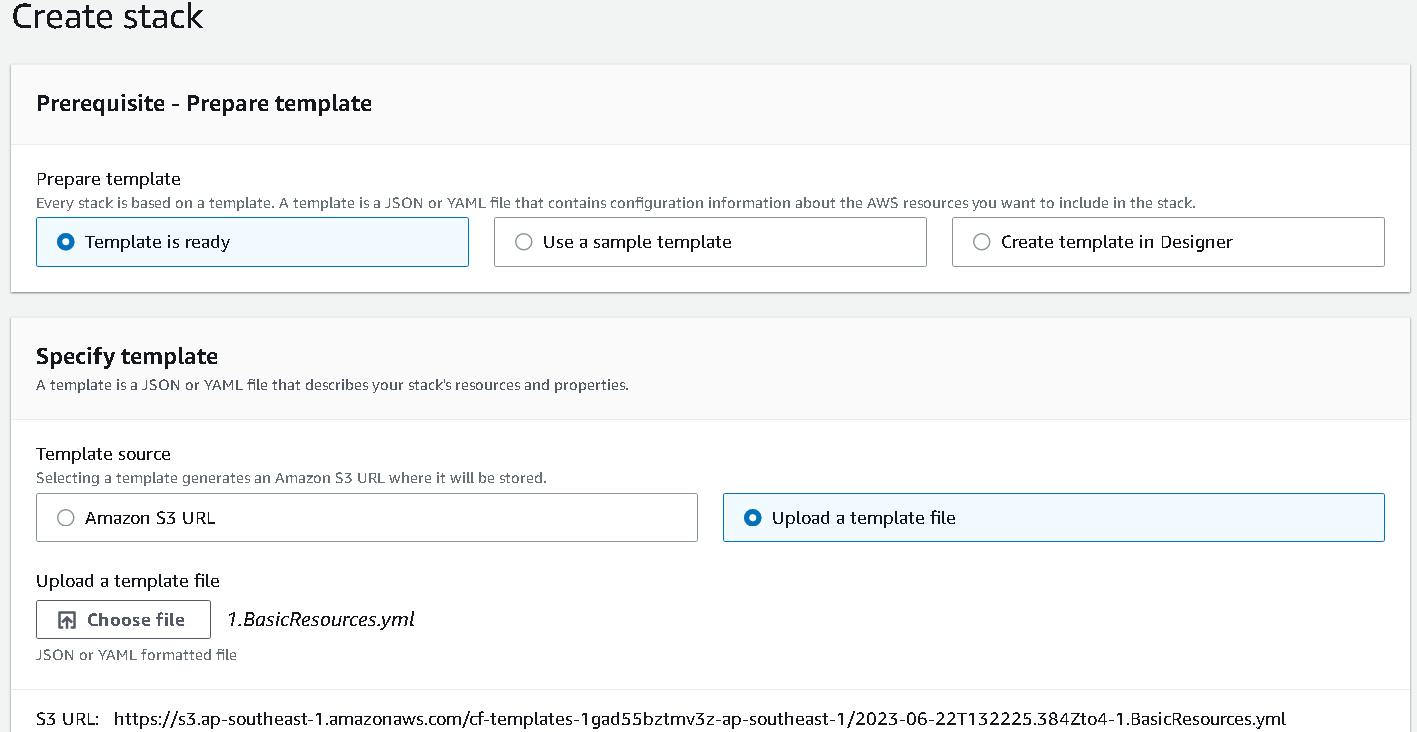 Create stack
Prerequisite - Prepare template
Prepare template
Every stack is based on a template. A template is a JSON or YAML file that contains configuration information about the AWS resources you want to include in the stack.
Template is ready
Use a sample template
Create template in Designer
Specify template
A template is a JSON or YAML file that describes your stack's resources and properties.
Template source
Selecting a template generates an Amazon S3 URL where it will be stored.
Amazon S3 URL
Upload a template file
Upload a template file
Choose file
1.BasicResources.yml
JSON or YAML formatted file
S3 URL: https://s3.ap-southeast-1.amazonaws.com/cf-templates-1gad55bztmv3z-ap-southeast-1/2023-06-22T132225.384Zto4-1.BasicResources.yml